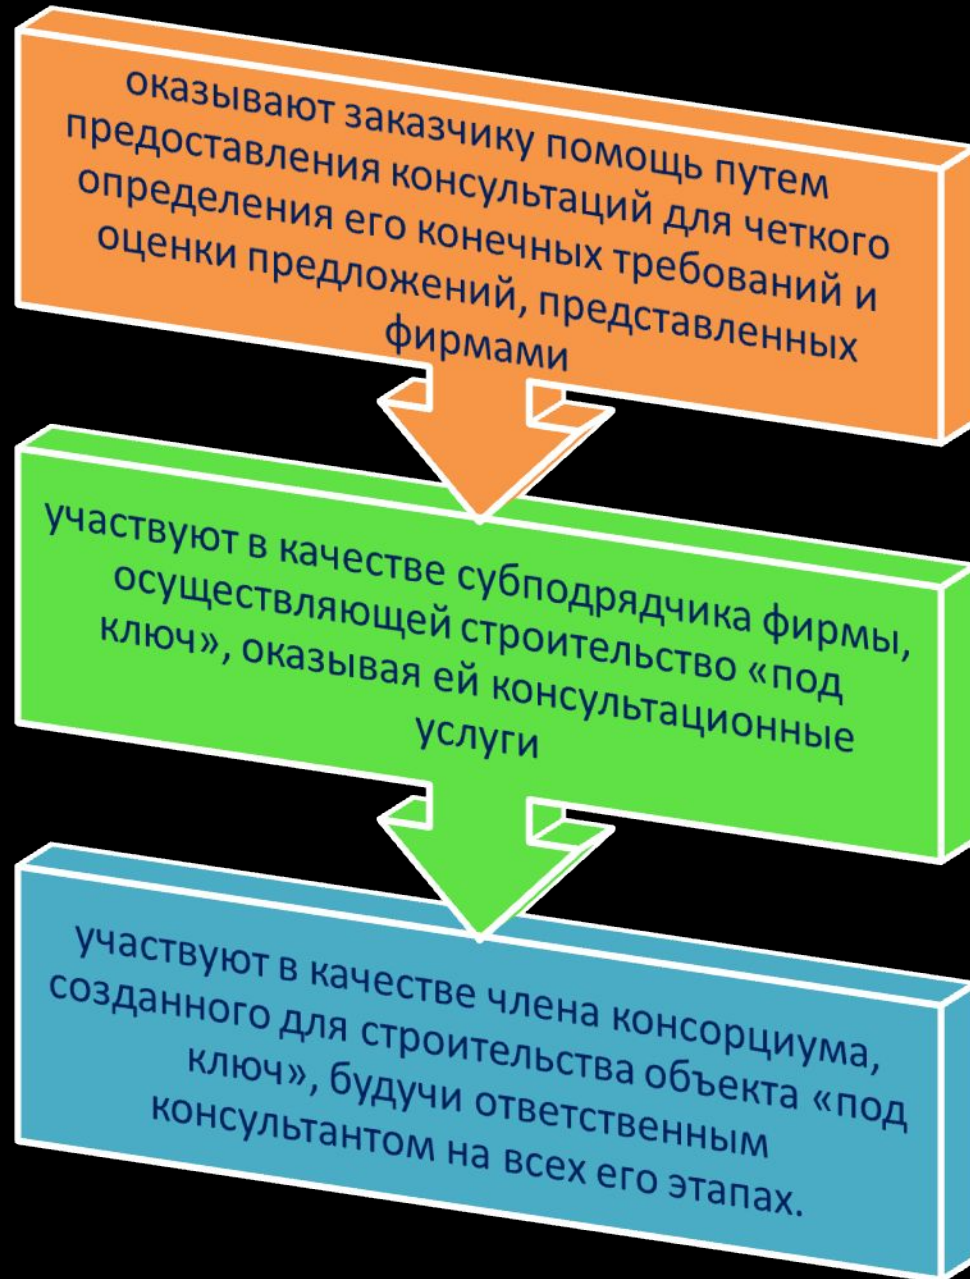 оказывают заказчику помощь путем
предоставления консультаций для четкого
определения его конечных требований и
оценки предложений, представленных
фирмами
участвуют в качестве субподрядчика фирмы,
осуществляющей строительство «под
ключ», оказывая ей консультационные
услуги
участвуют в качестве члена консорциума,
созданного для строительства объекта «под
ключ», будучи ответственным
консультантом на всех его этапах.